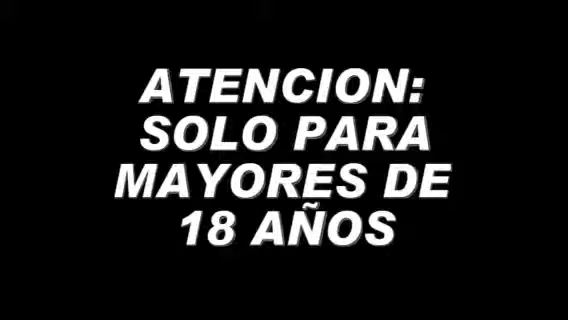 ATENCION:
SOLO PARA
MAYORES DE
18 AÑOS